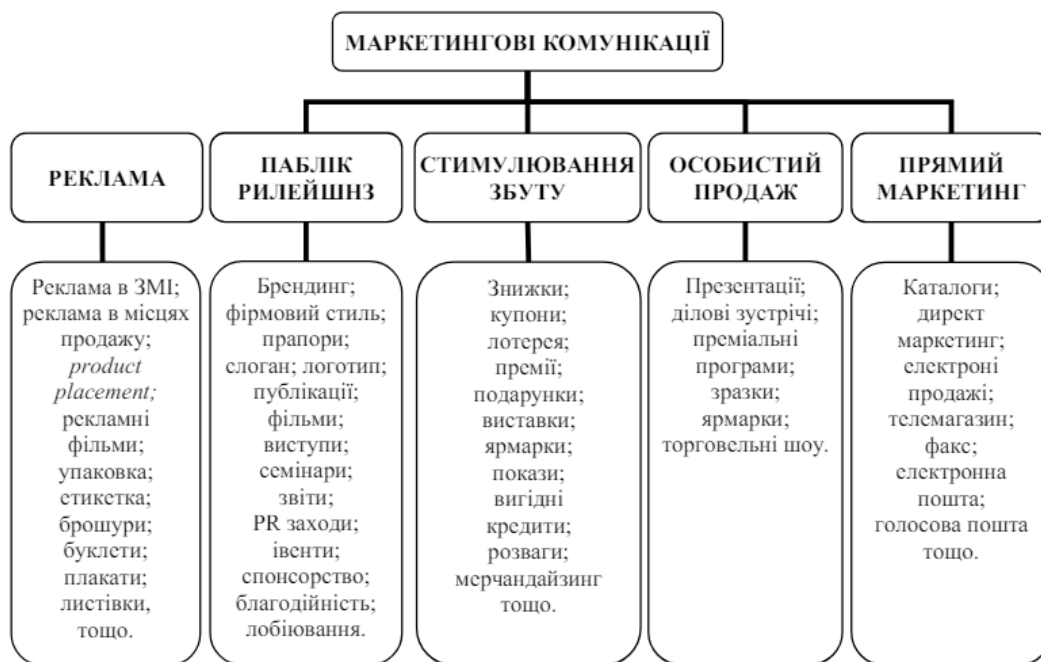 МАРКЕТИНГОВІ КОМУНІКАЦІЇ
РЕКЛАМА
ПАБЛІК
РИЛЕЙШНЗ
СТИМУЛЮВАННЯ
ЗБУТУ
ОСОБИСТИЙ
ПРОДАЖ
ПРЯМИЙ
МАРКЕТИНГ
Реклама в ЗМІ;
реклама в місцях
продажу;
product
placement;
рекламні
фільми;
упаковка;
етикетка;
брошури;
буклети;
плакати;
листівки,
тощо.
Брендинг;
фірмовий стиль;
прапори;
слоган; логотип;
публікації;
фільми;
виступи;
семінари;
звіти;
PR заходи;
івенти;
спонсорство;
благодійність;
лобіювання.
Знижки;
купони;
лотерея;
премії;
подарунки;
виставки;
ярмарки;
покази;
вигідні
кредити;
розваги;
мерчандайзинг
тощо.
Презентації;
ділові зустрічі;
преміальні
програми;
зразки;
ярмарки;
торговельні шоу.
Каталоги;
директ
маркетинг;
електроні
продажі;
телемагазин;
факс;
електронна
пошта;
голосова пошта
тощо.